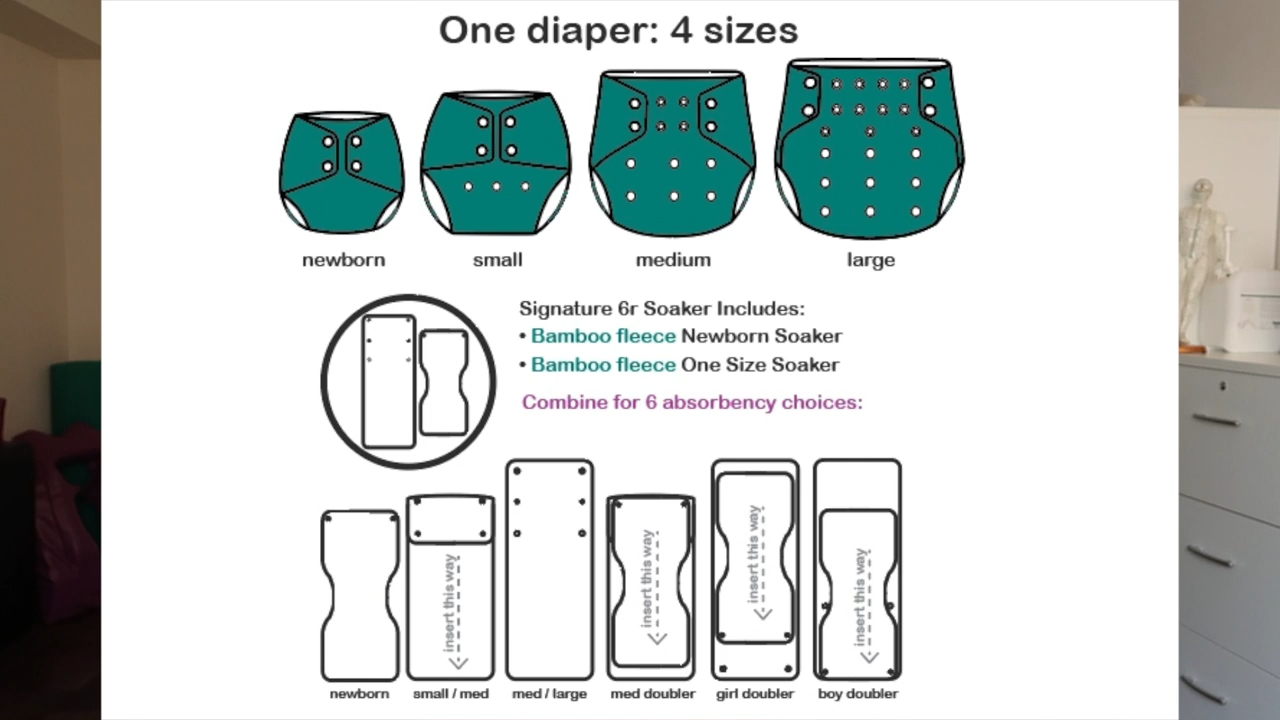 One diaper: 4 sizes
newborn
small
medium
large
Signature 6r Soaker Includes:
• Bamboo fleece Newborn Soaker
• Bamboo fleece One Size Soaker
Combine for 6 absorbency choices:
insert this way
insert this way
insert this way
insert this way
newborn
small / med
med / large
med doubler
girl doubler
boy doubler